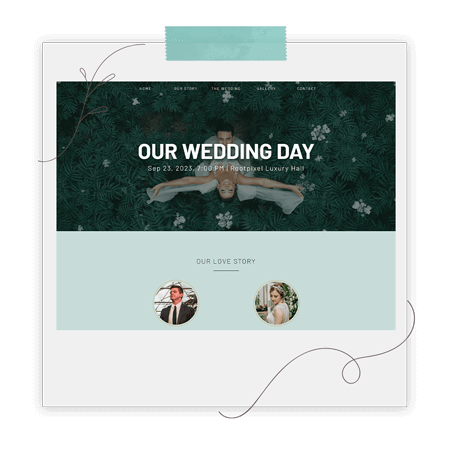 HOME OUR STORY THE WEDDING GALLERY CONTACT
OUR WEDDING DAY
Sep 23, 2023, 7:00 PM | Rootpixel Luxury Hall
OUR LOVE STORY